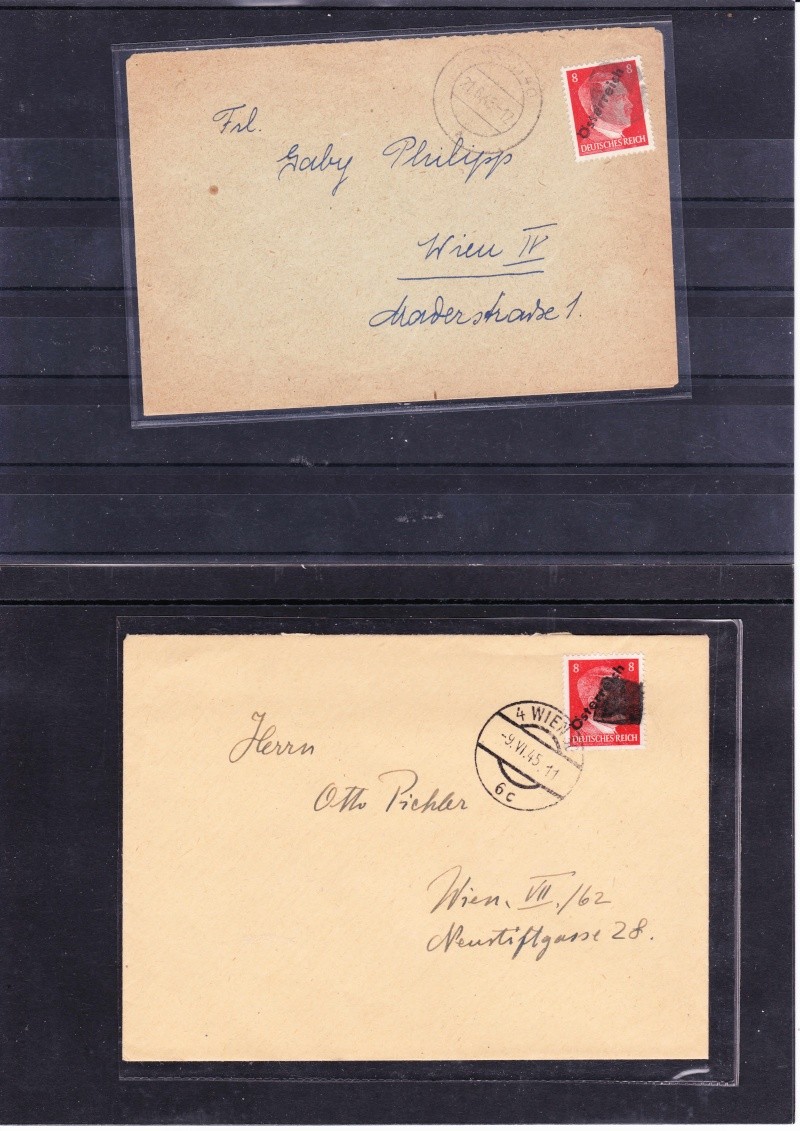 8 8
Österreich
DEUTSCHES REICH
Frl.
Gaby Philipp
Wien IV
Maderstraße 1.
8 8
Österreich
DEUTSCHES REICH
4 WIEN
-9.VI.45.11
6c
Herrn
Otto Pichler
Wien, VII./62
Neustiftgasse 28.